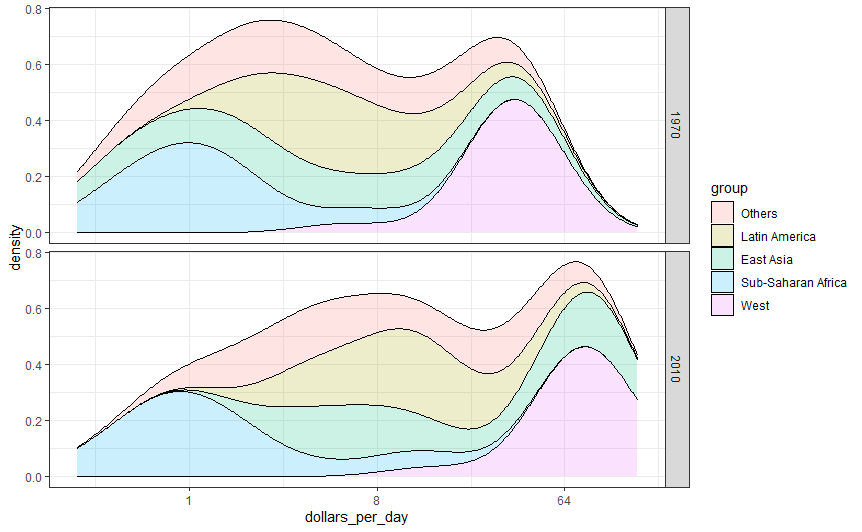 0.8
0.6
0.4
0.2
0.0
1970
0.8
0.6
0.4
0.2
0.0
2010
density
1 8 64
dollars_per_day
group
Others
Latin America
East Asia
Sub-Saharan Africa
West